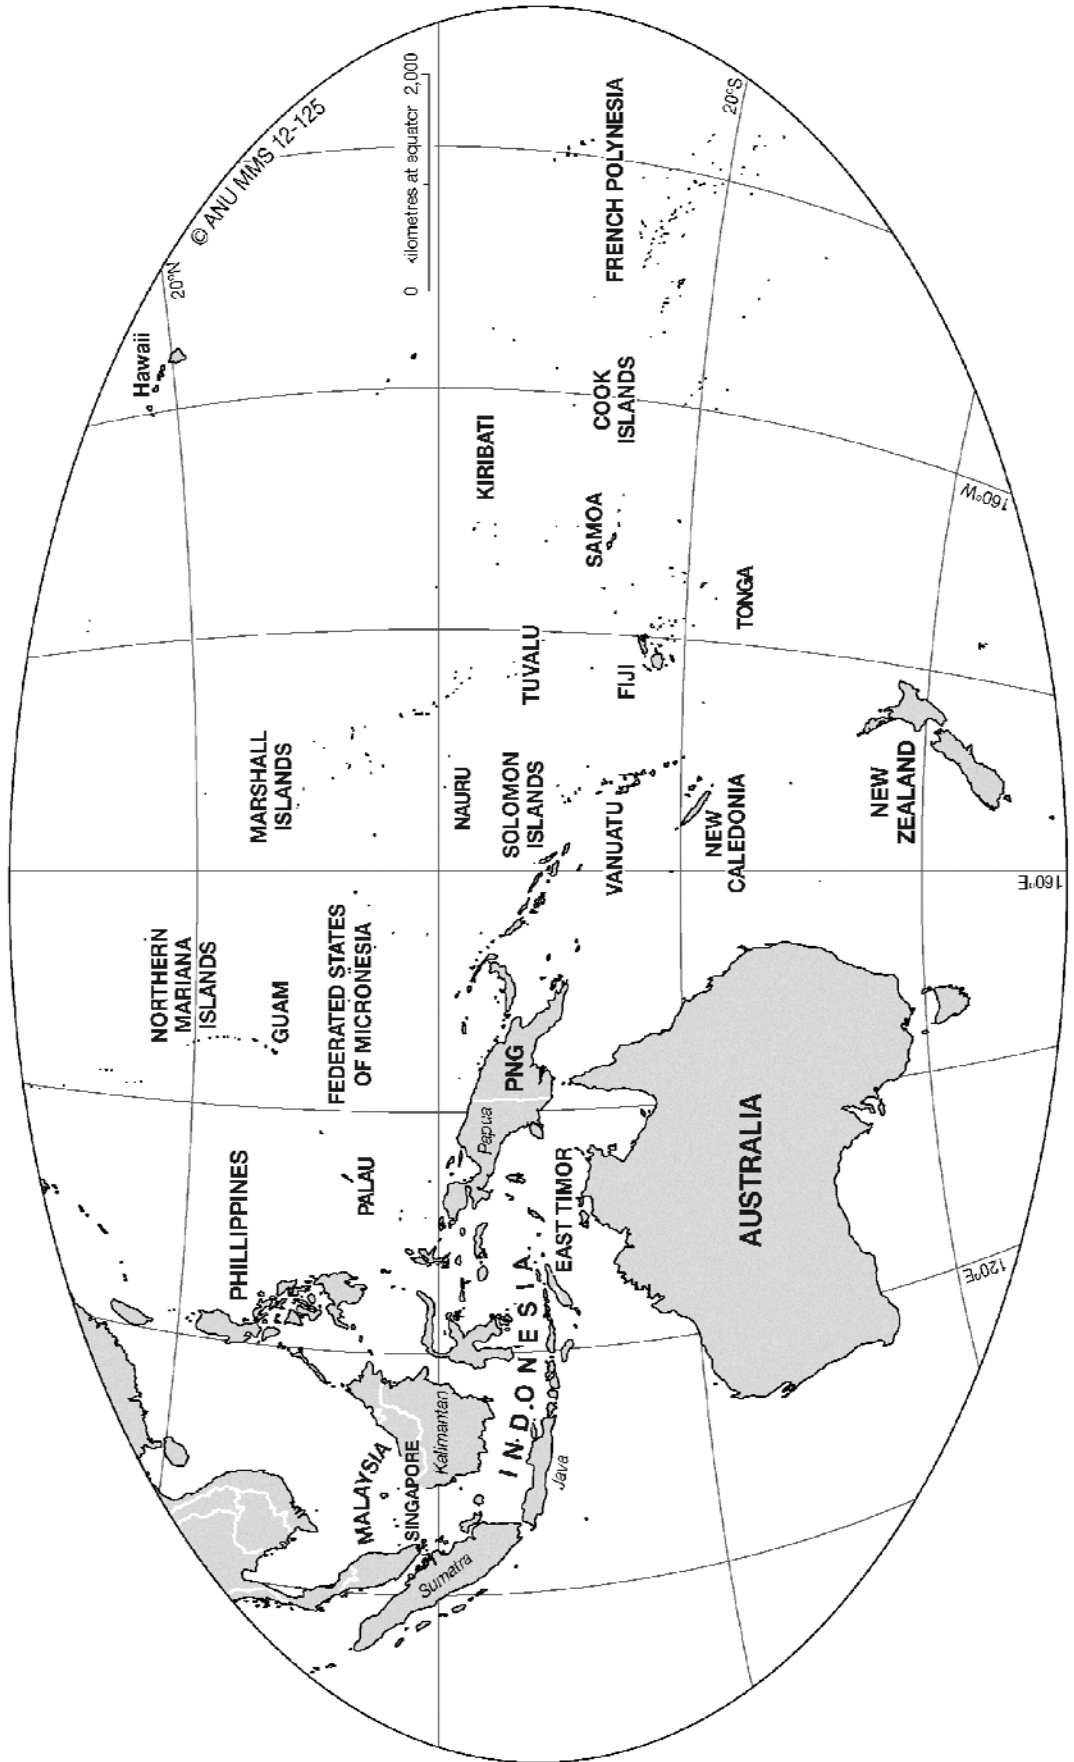 © ANU MMS 12-125
20°N
Hawaii
0 kilometres at equator 2,000
FRENCH POLYNESIA
20°S
KIRIBATI
COOK
ISLANDS
SAMOA
160°W
TONGA
TUVALU
FIJI
MARSHALL
ISLANDS
NAURU
SOLOMON
ISLANDS
VANUATU
NEW
CALEDONIA
NEW
ZEALAND
160°E
NORTHERN
MARIANA
ISLANDS
GUAM
FEDERATED STATES
OF MICRONESIA
PNG
Papua
PHILLIPPINES
PALAU
EAST TIMOR
AUSTRALIA
120°E
INDONESIA
MALAYSIA
SINGAPORE
Kalimantan
Java
Sumatra